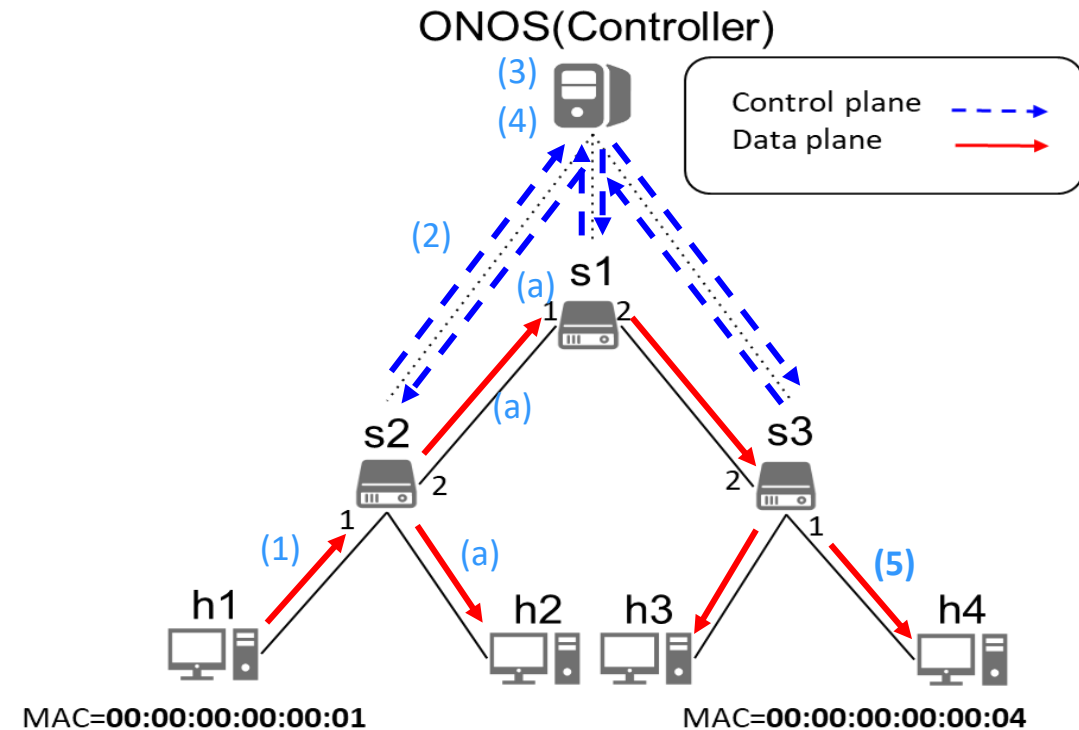 ONOS(Controller)
(3)
(4)
Control plane
Data plane
(2)
s1
(a)
1
2
(a)
s2
s3
2
2
1
1
(1)
(a)
(5)
h1
h2
h3
h4
MAC=00:00:00:00:00:01
MAC=00:00:00:00:00:04